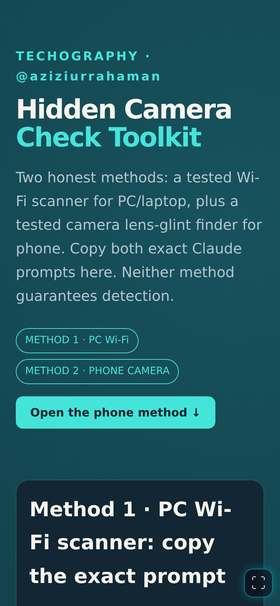 TECHOGRAPHY ·
@aziziurrahaman
Hidden Camera
Check Toolkit
Two honest methods: a tested Wi-
Fi scanner for PC/laptop, plus a
tested camera lens-glint finder for
phone. Copy both exact Claude
prompts here. Neither method
guarantees detection.
METHOD 1 · PC Wi-Fi
METHOD 2 · PHONE CAMERA
Open the phone method ↓
Method 1 · PC Wi-
Fi scanner: copy
the exact prompt